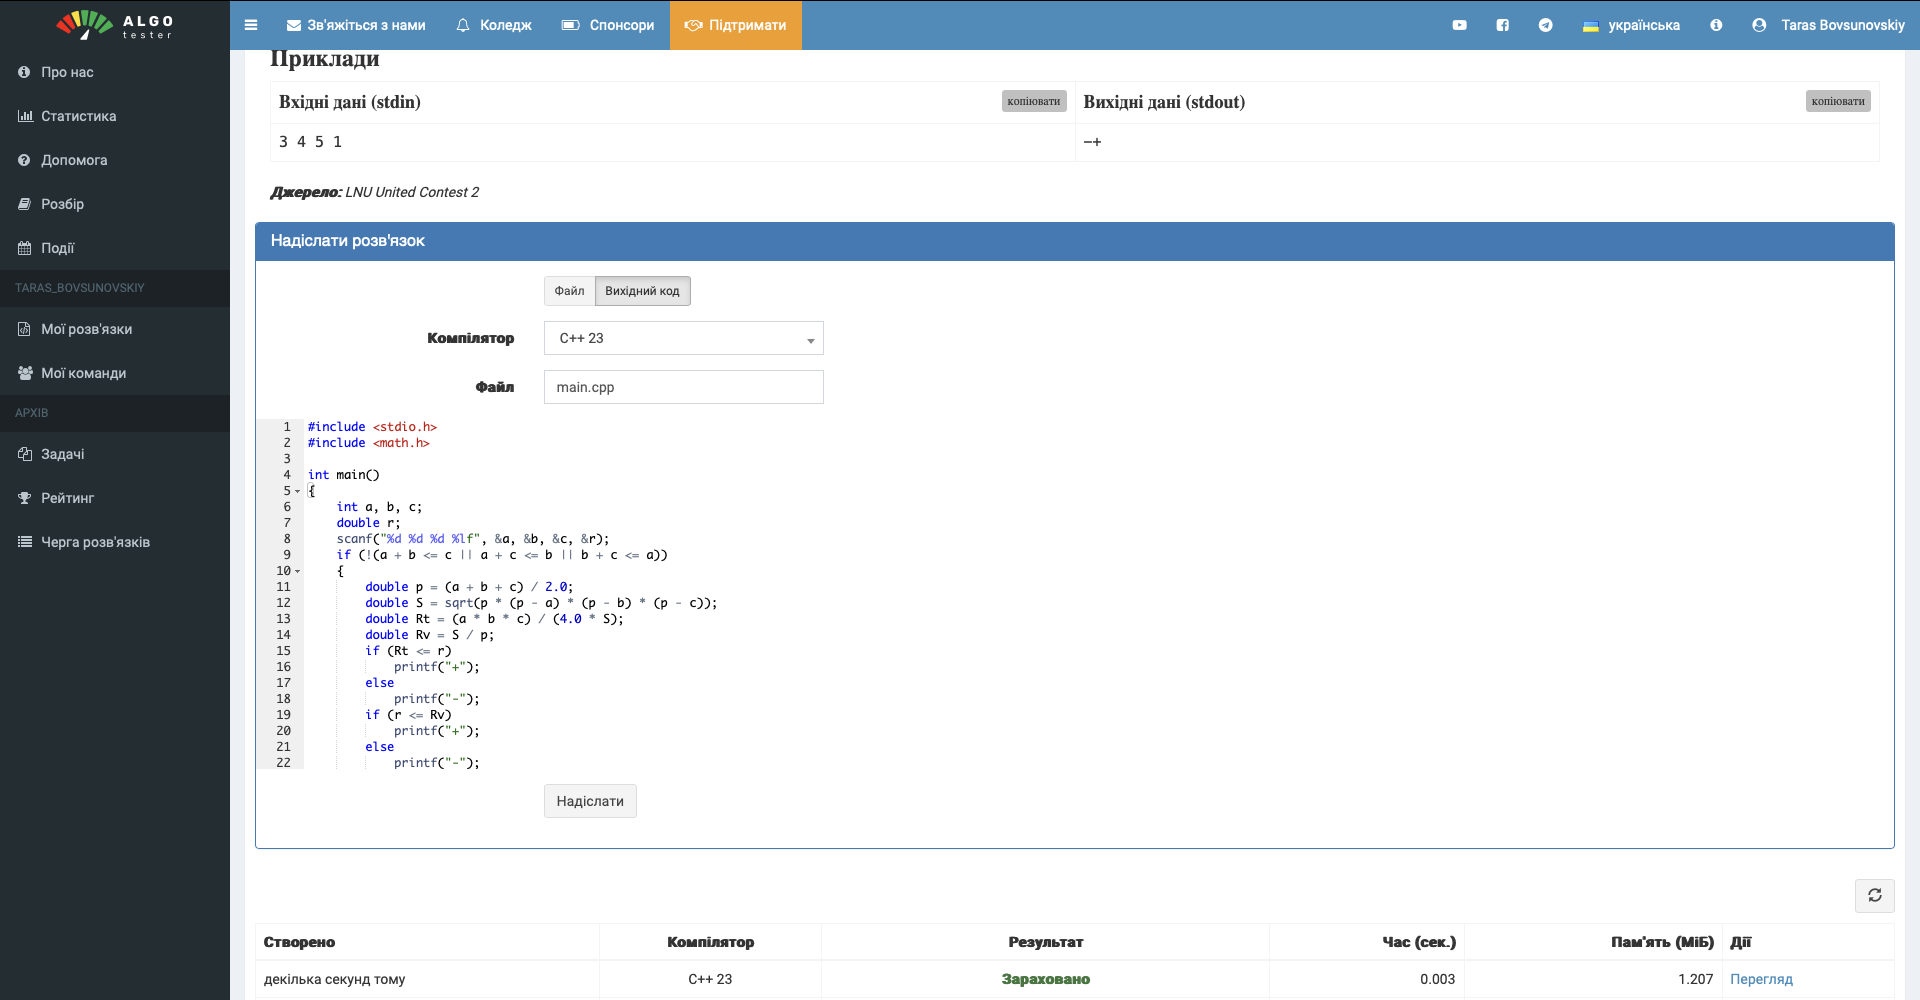 ALGO
tester
Зв'яжіться з нами
Коледж
Спонсори
Підтримати
українська
Taras Bovsunovskiy
Про нас
Статистика
Допомога
Розбір
Події
TARAS_BOVSUNOVSKIY
Мої розв'язки
Мої команди
АРХІВ
Задачі
Рейтинг
Черга розв'язків
Приклади
Вхідні дані (stdin) копіювати Вихідні дані (stdout) копіювати
3 4 5 1 -+
Джерело: LNU United Contest 2
Надіслати розв'язок
Файл Вихідний код
Компілятор C++ 23
Файл main.cpp
1 #include <stdio.h>
2 #include <math.h>
3
4 int main()
5 {
6 int a, b, c;
7 double r;
8 scanf("%d %d %d %lf", &a, &b, &c, &r);
9 if (!(a + b <= c || a + c <= b || b + c <= a))
10 {
11 double p = (a + b + c) / 2.0;
12 double S = sqrt(p * (p - a) * (p - b) * (p - c));
13 double Rt = (a * b * c) / (4.0 * S);
14 double Rv = S / p;
15 if (Rt <= r)
16 printf("+");
17 else
18 printf("-");
19 if (r <= Rv)
20 printf("+");
21 else
22 printf("-");
Надіслати
Створено Компілятор Результат Час (сек.) Пам'ять (МіБ) Дії
декілька секунд тому C++ 23 Зараховано 0.003 1.207 Перегляд